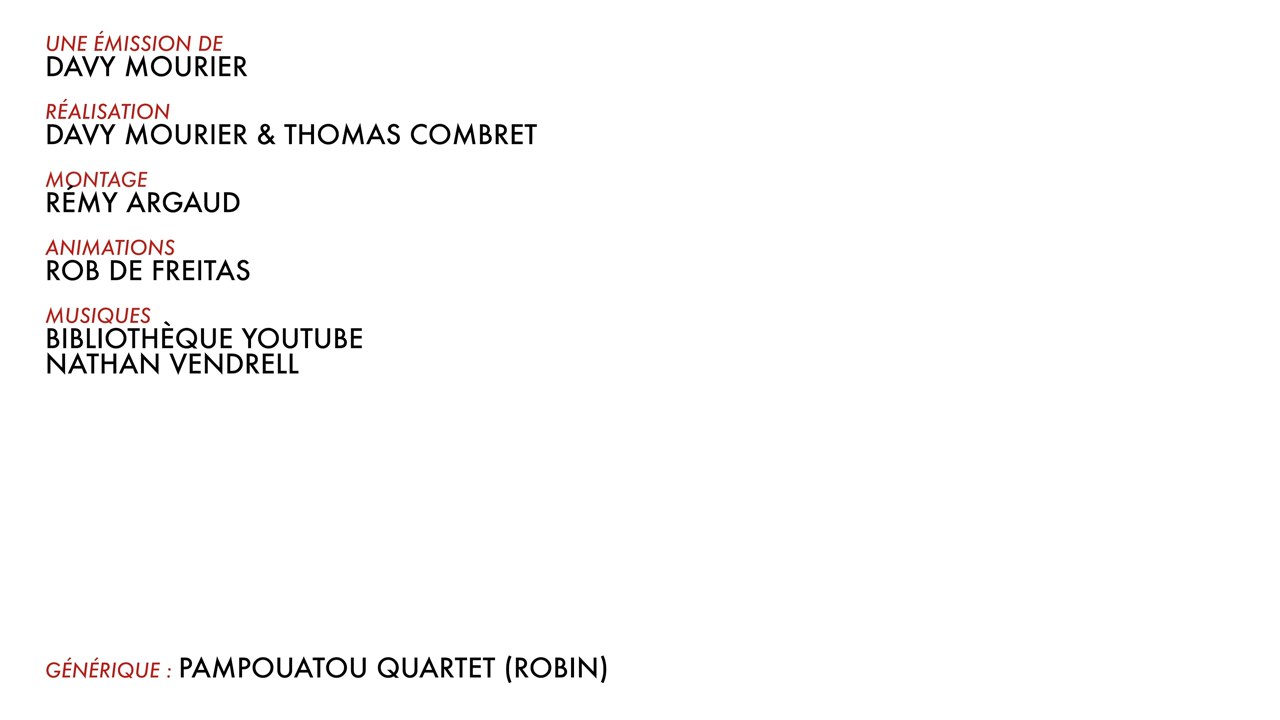 UNE ÉMISSION DE
DAVY MOURIER
RÉALISATION
DAVY MOURIER & THOMAS COMBRET
MONTAGE
RÉMY ARGAUD
ANIMATIONS
ROB DE FREITAS
MUSIQUES
BIBLIOTHÈQUE YOUTUBE
NATHAN VENDRELL
GÉNÉRIQUE : PAMPOUATOU QUARTET (ROBIN)